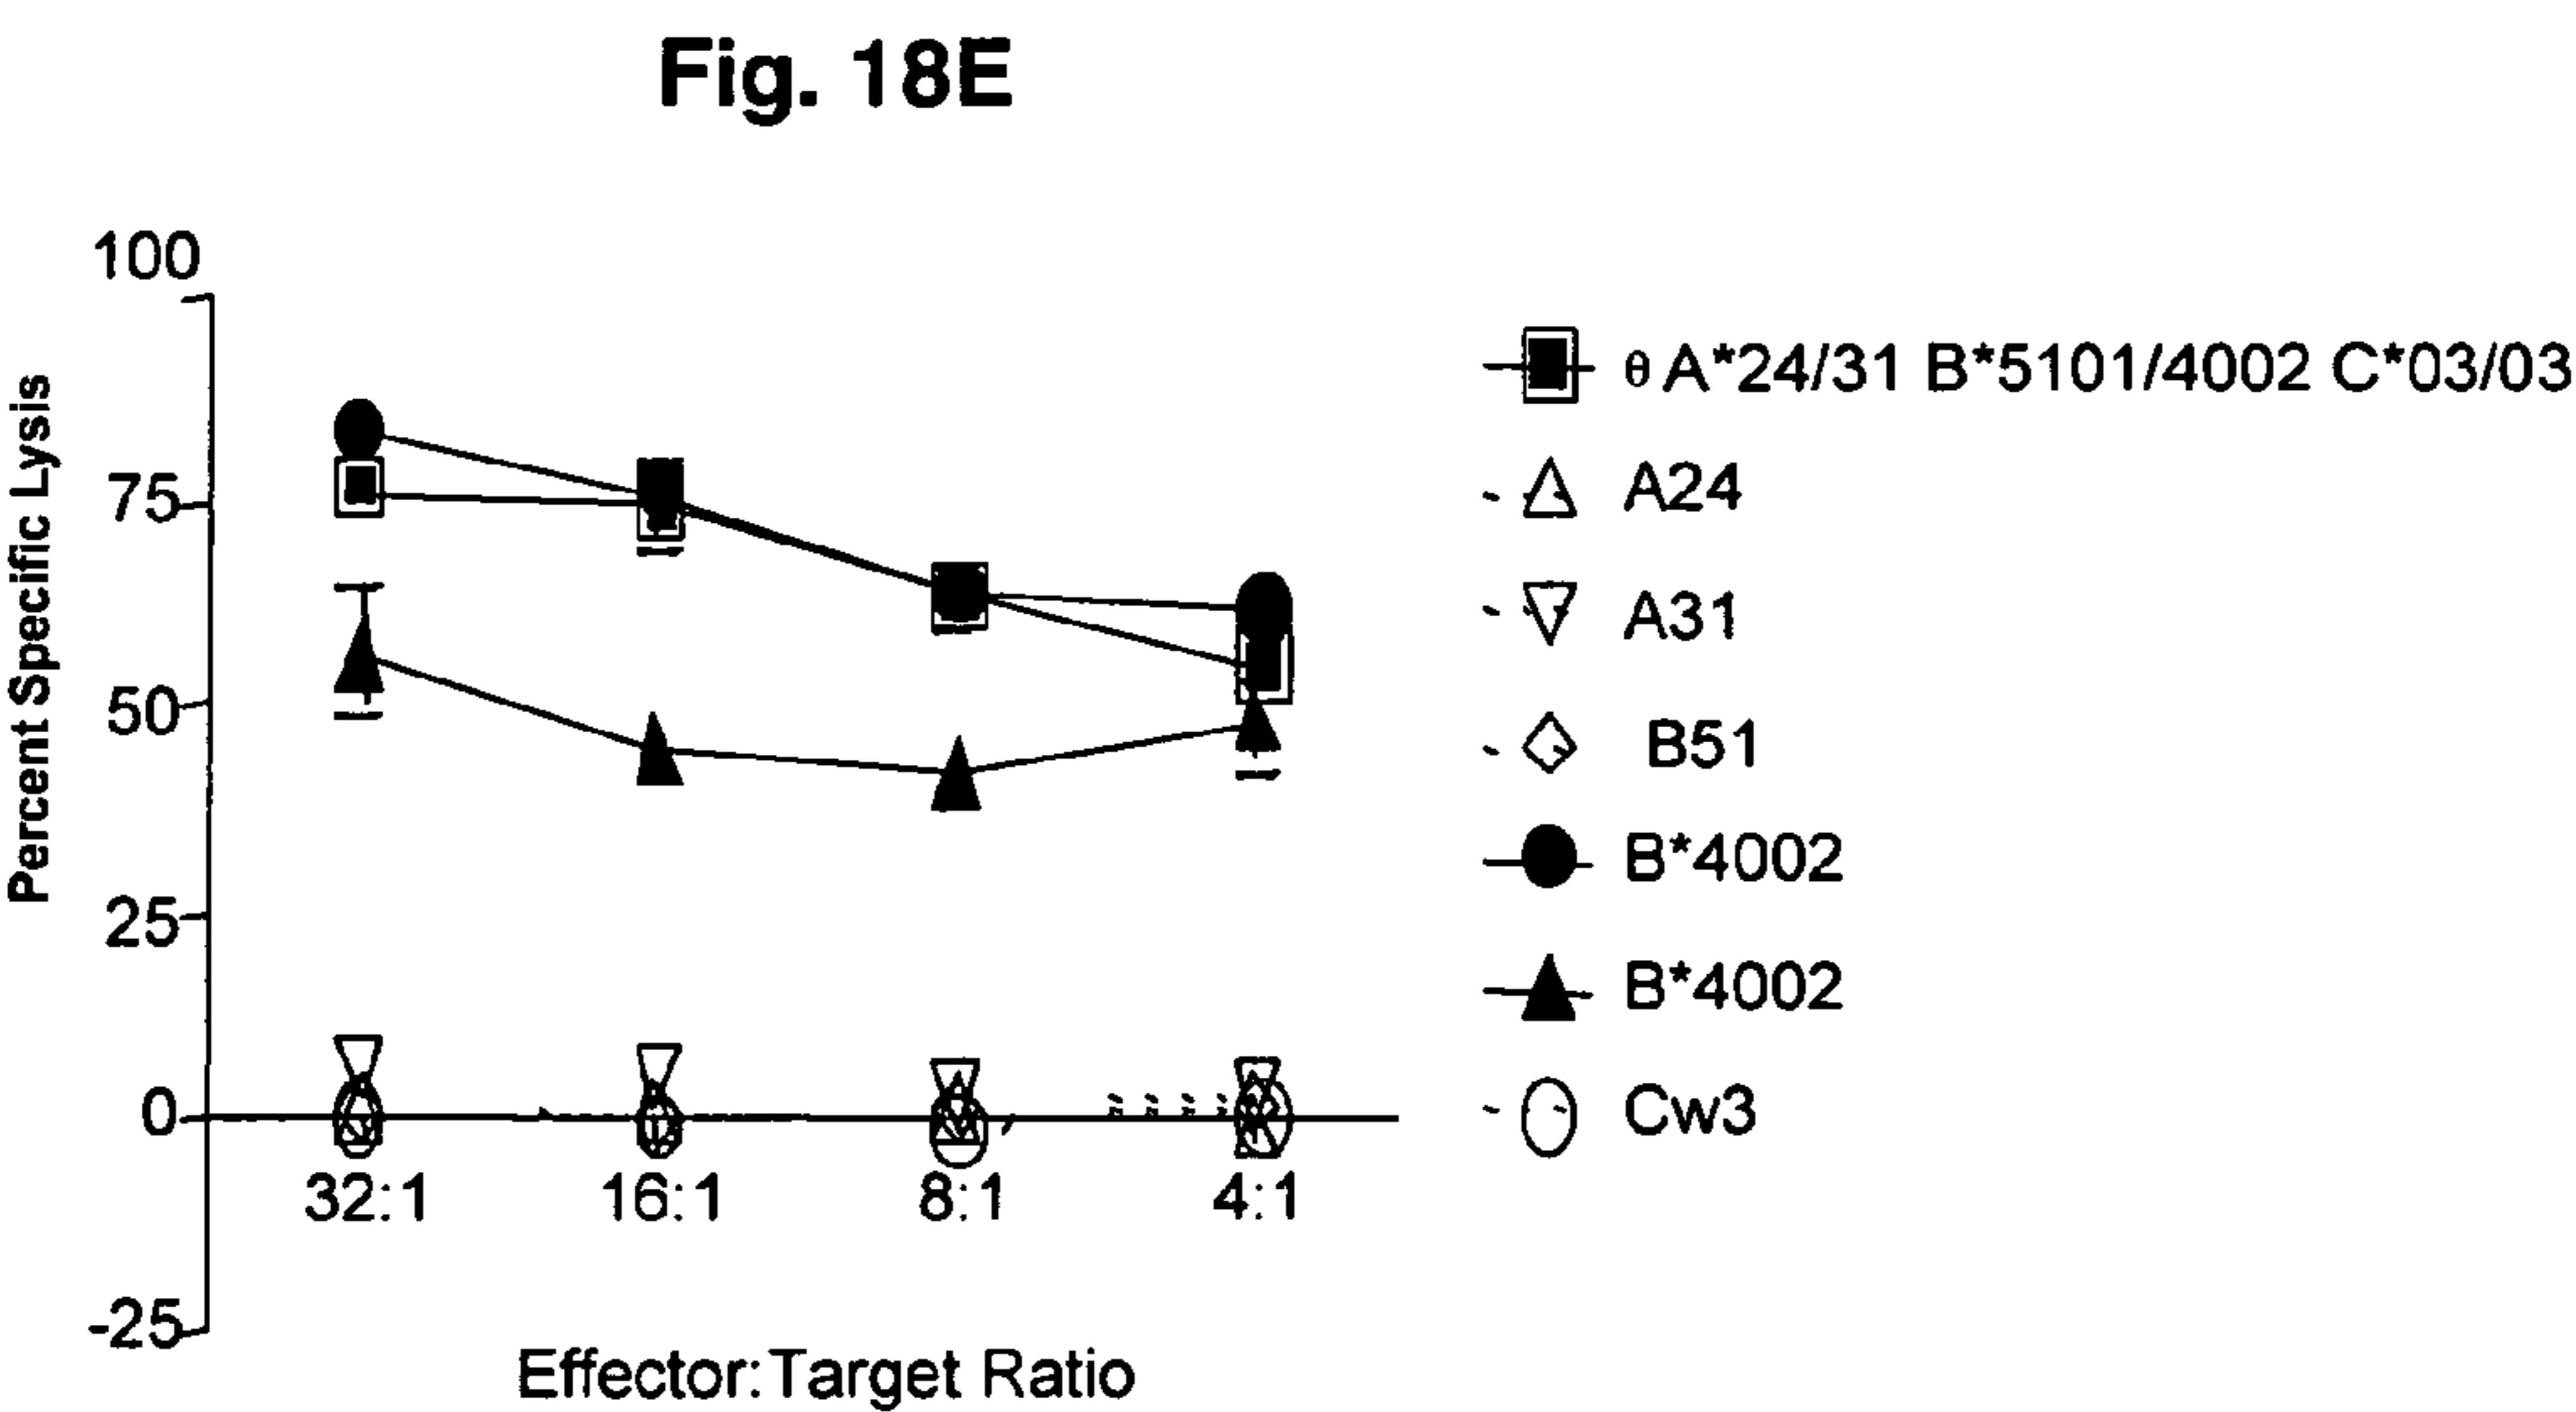 Fig. 18E
Percent Specific Lysis
100
75
50
25
0
-25
32:1 16:1 8:1 4:1
Effector:Target Ratio
θ A*24/31 B*5101/4002 C*03/03
A24
A31
B51
B*4002
B*4002
Cw3